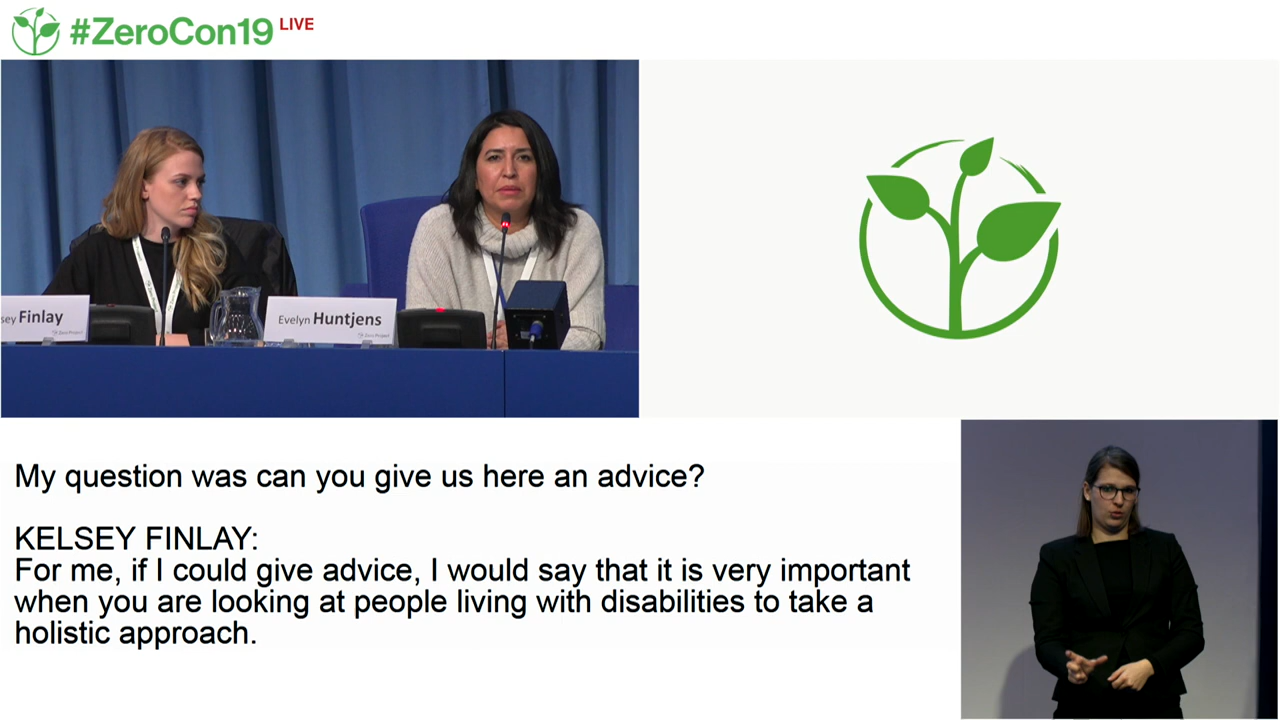 #ZeroCon19 LIVE
sey Finlay
Evelyn Huntjens
Zero Project
My question was can you give us here an advice?
KELSEY FINLAY:
For me, if I could give advice, I would say that it is very important
when you are looking at people living with disabilities to take a
holistic approach.